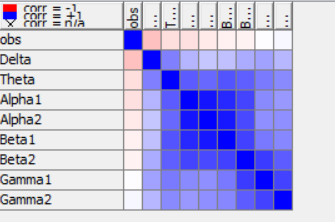 corr = -1
corr = +1
corr = n/a
obs
...
T...
...
...
B...
B...
...
...
obs
Delta
Theta
Alpha1
Alpha2
Beta1
Beta2
Gamma1
Gamma2